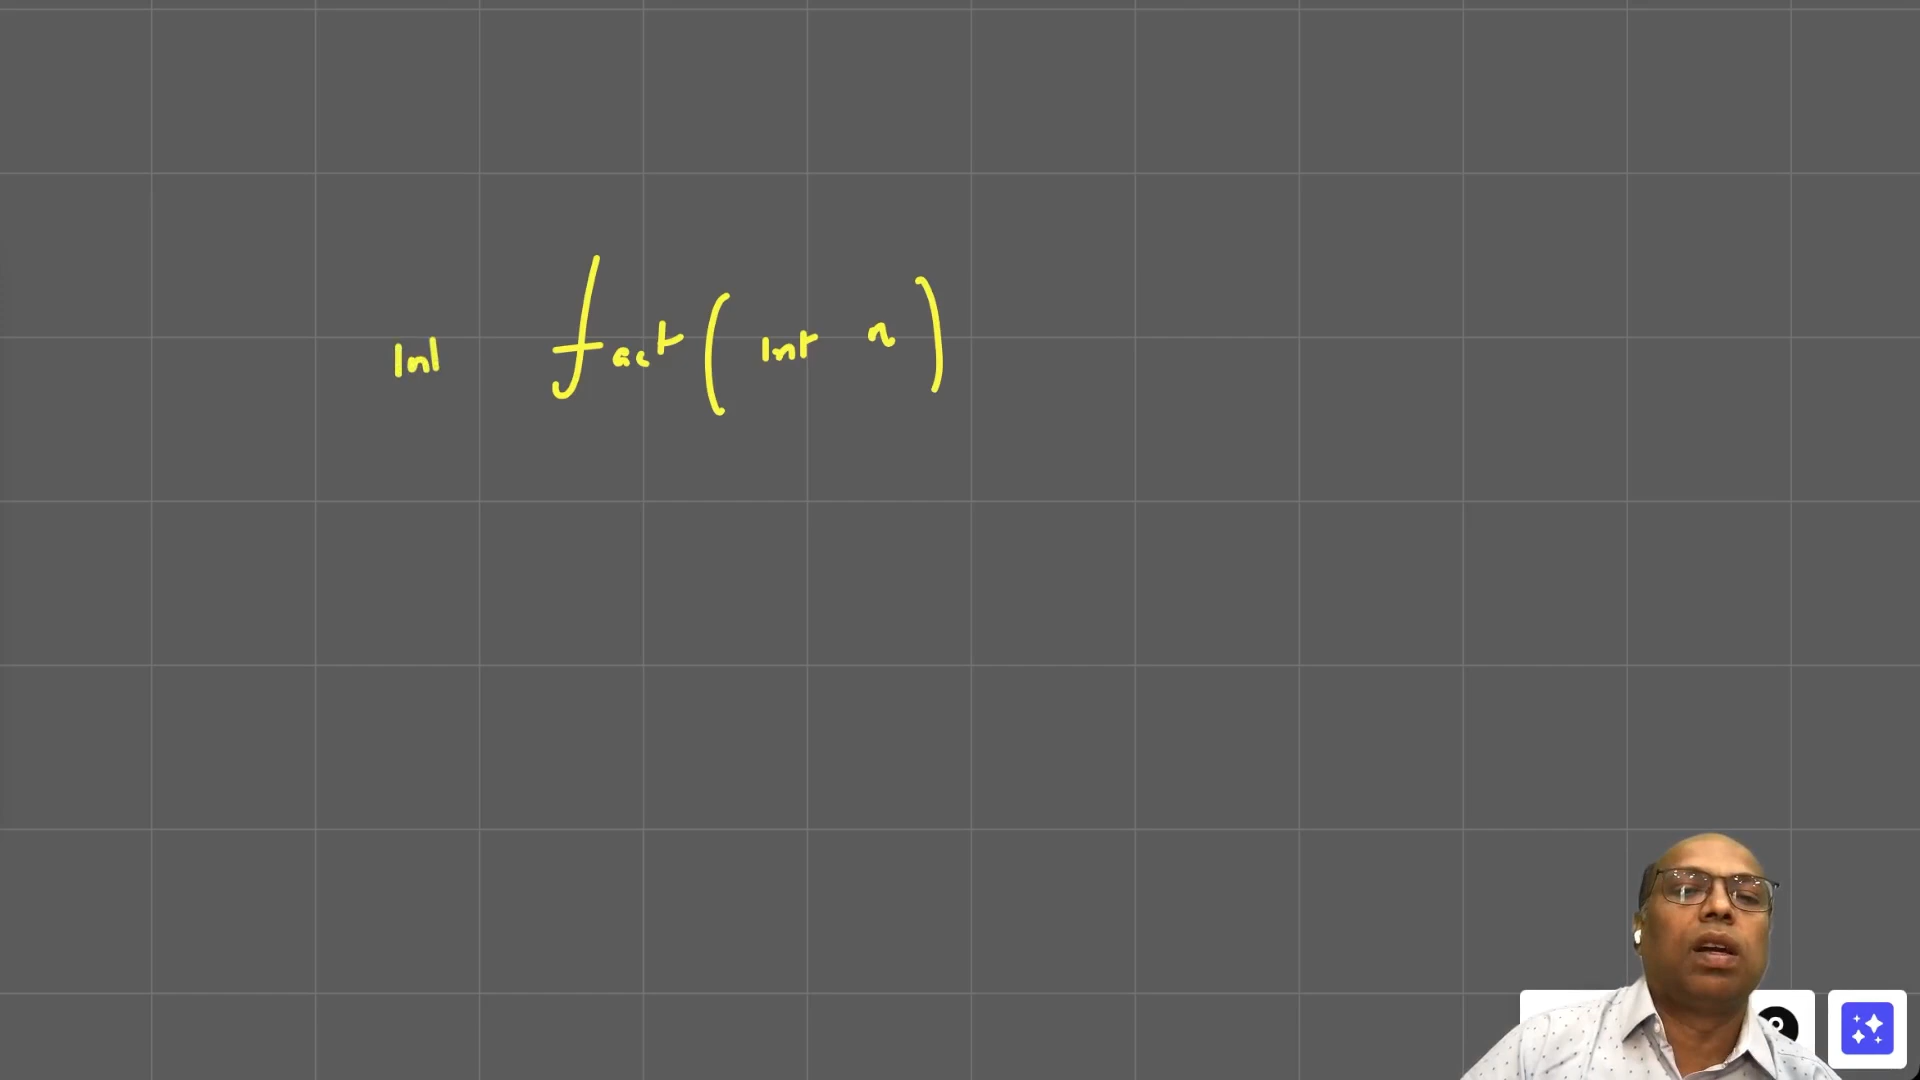 int fact ( int n )